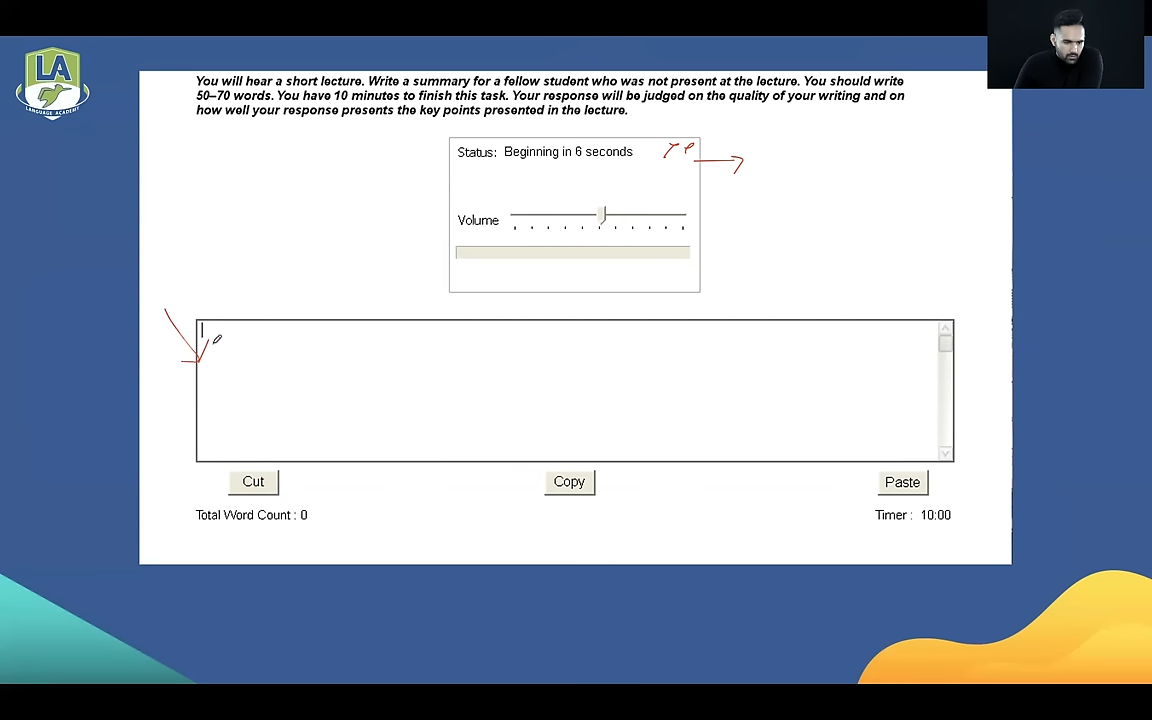 LA
LANGUAGE ACADEMY
You will hear a short lecture. Write a summary for a fellow student who was not present at the lecture. You should write
50–70 words. You have 10 minutes to finish this task. Your response will be judged on the quality of your writing and on
how well your response presents the key points presented in the lecture.
Status: Beginning in 6 seconds
Volume
Cut
Copy
Paste
Total Word Count : 0
Timer : 10:00